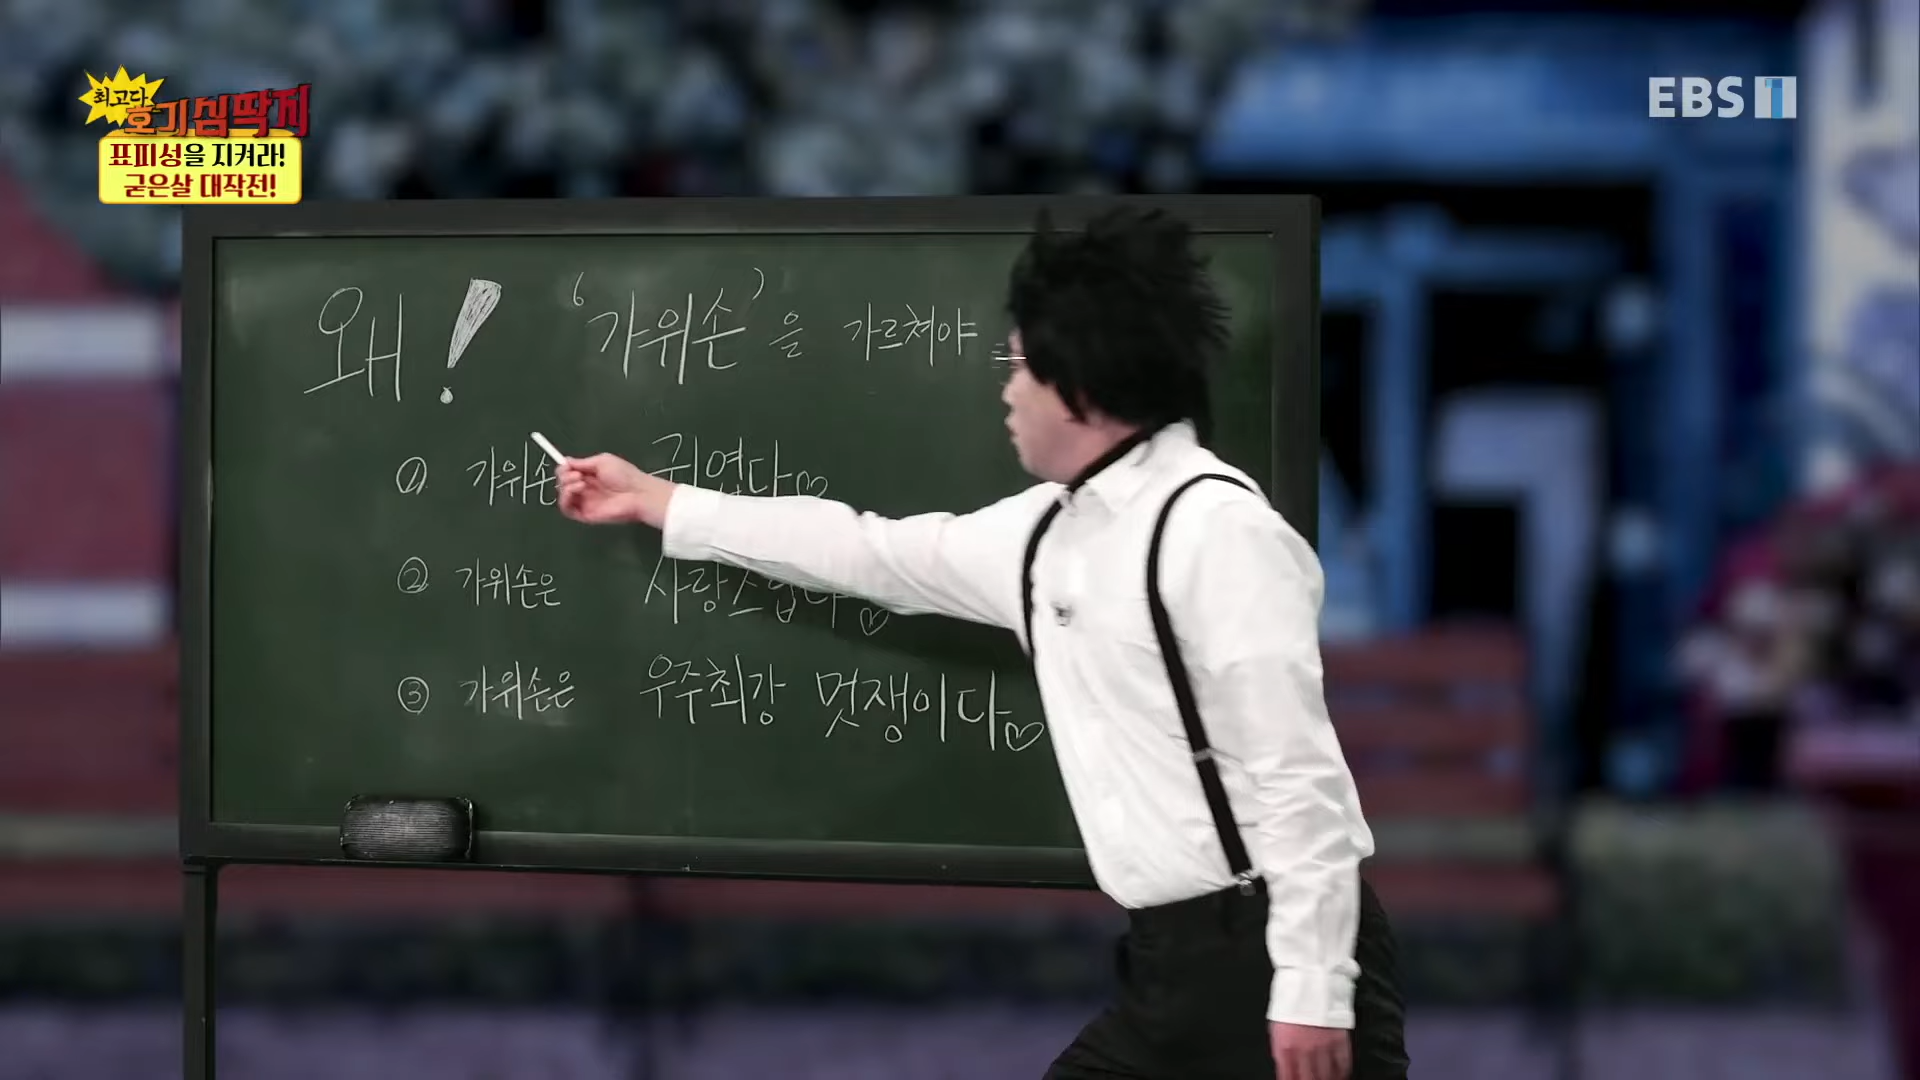 최고다
호기심딱지
표피성을 지켜라!
굳은살 대작전!
EBS 1
왜! '가위손'을 가르쳐야
① 가위손 귀엽다♡
② 가위손은 사랑스럽다♡
③ 가위손은 우주최강 멋쟁이다♡